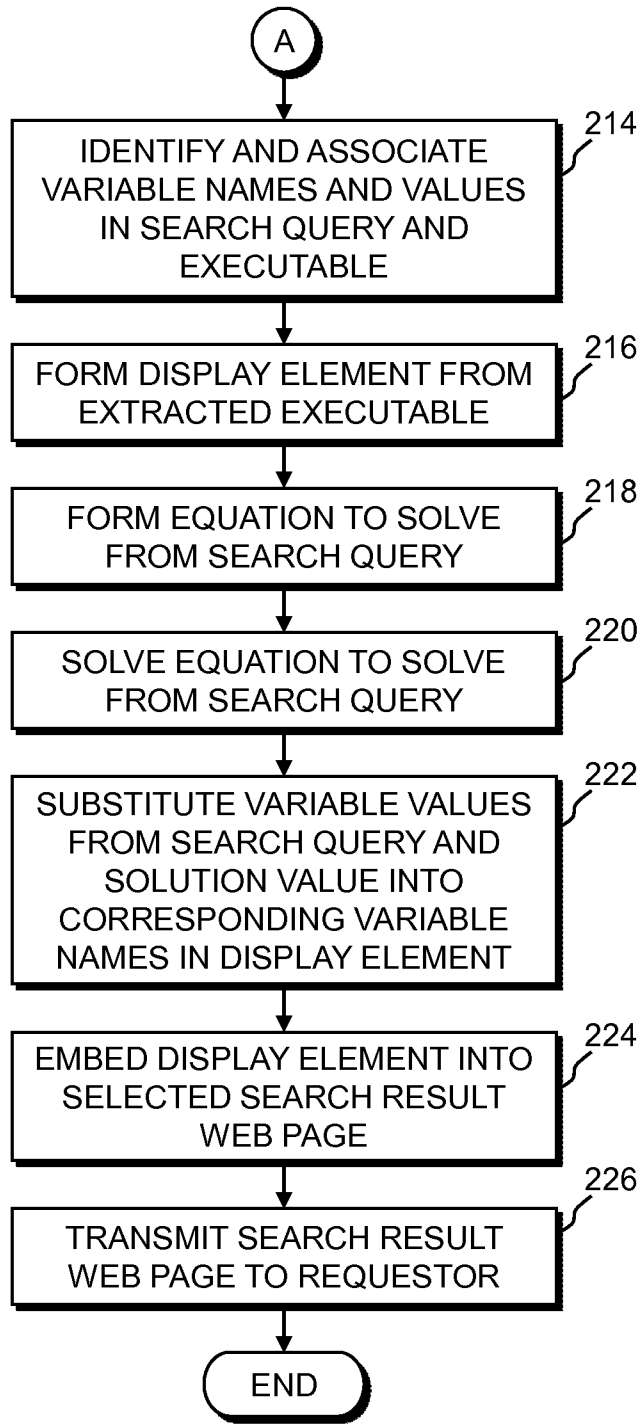 A
214
IDENTIFY AND ASSOCIATE
VARIABLE NAMES AND VALUES
IN SEARCH QUERY AND
EXECUTABLE
216
FORM DISPLAY ELEMENT FROM
EXTRACTED EXECUTABLE
218
FORM EQUATION TO SOLVE
FROM SEARCH QUERY
220
SOLVE EQUATION TO SOLVE
FROM SEARCH QUERY
222
SUBSTITUTE VARIABLE VALUES
FROM SEARCH QUERY AND
SOLUTION VALUE INTO
CORRESPONDING VARIABLE
NAMES IN DISPLAY ELEMENT
224
EMBED DISPLAY ELEMENT INTO
SELECTED SEARCH RESULT
WEB PAGE
226
TRANSMIT SEARCH RESULT
WEB PAGE TO REQUESTOR
END